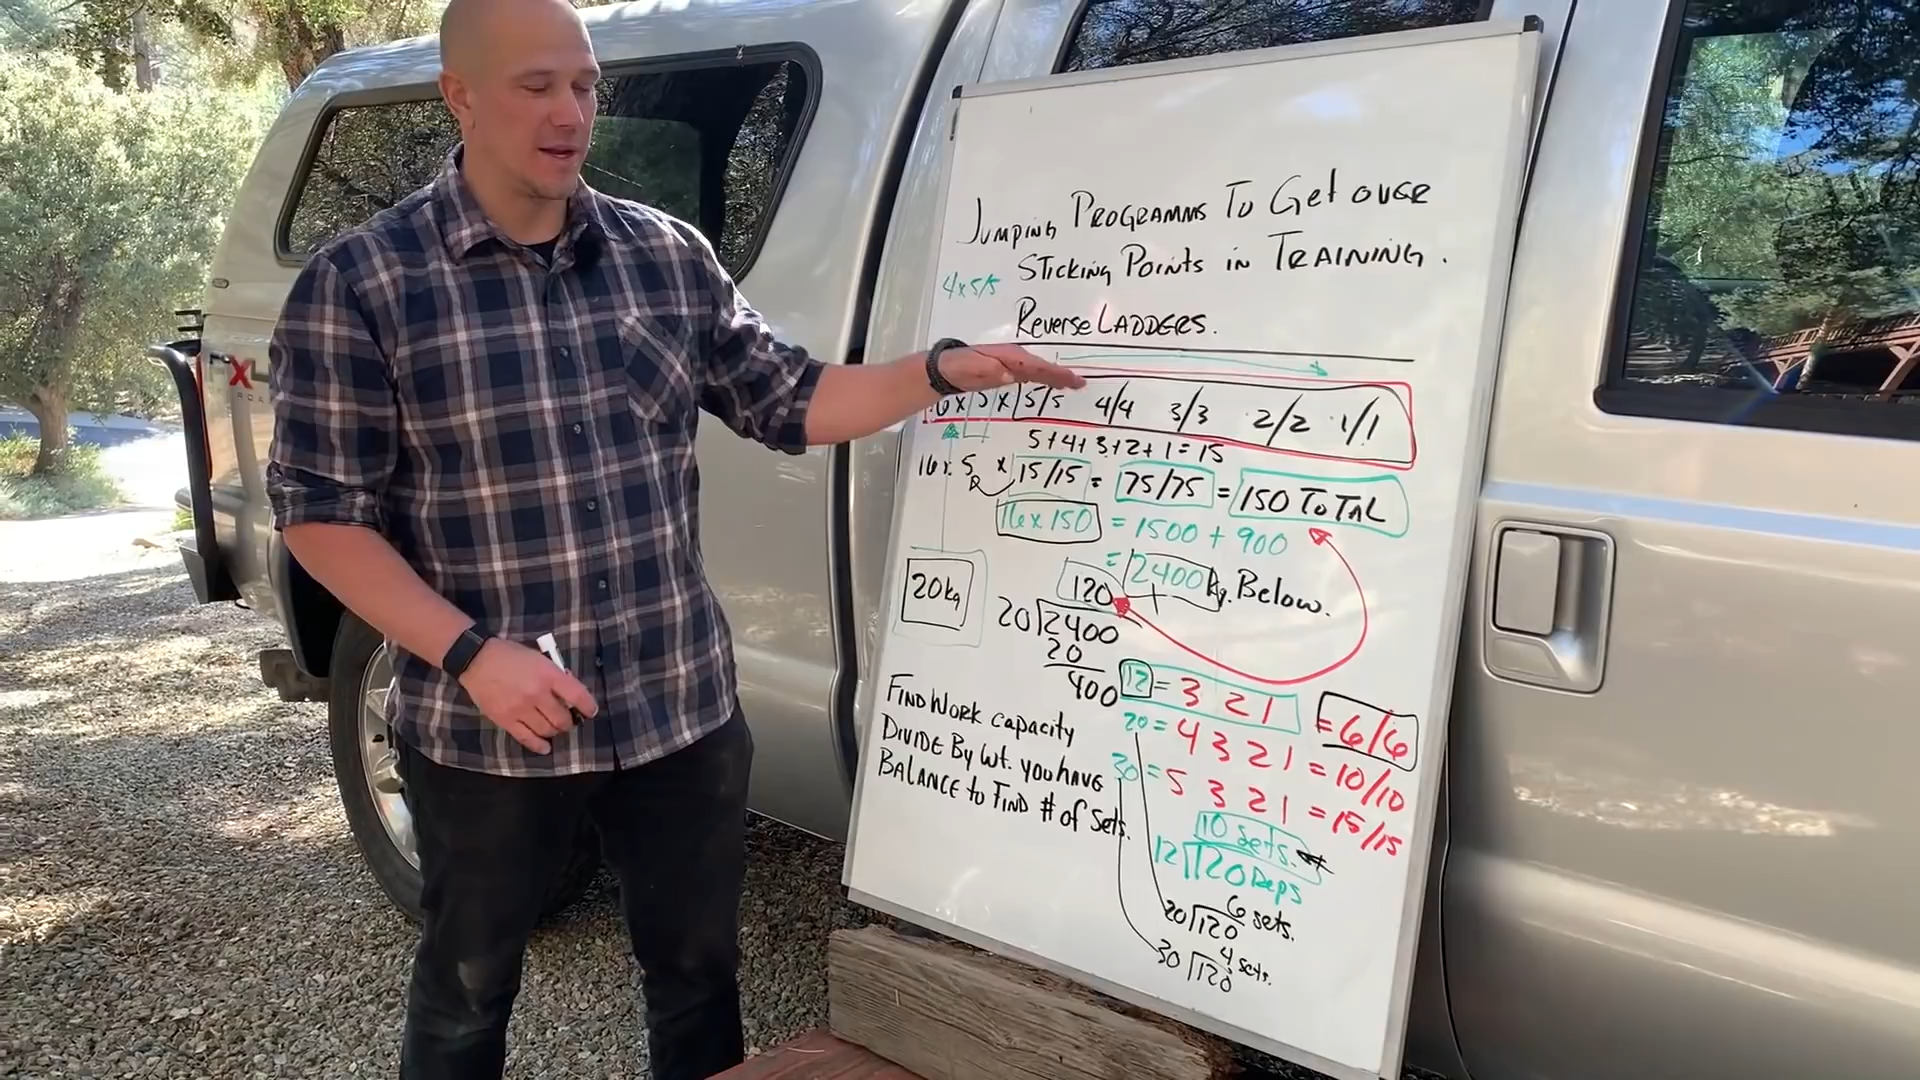 Jumping Programms To Get over
Sticking Points in Training.
4x5/5
Reverse Ladders.
x 5 x 5/5 4/4 3/3 2/2 1/1
5+4+3+2+1=15
16 x 5 x 15/15 = 75/75 = 150 Total
16x150 = 1500 + 900
= 2400 kg. Below.
20kg
120
20 2400
20
400
12 = 3 2 1 = 6/6
20 = 4 3 2 1 = 10/10
30 = 5 3 2 1 = 15/15
Find Work capacity
Divide By wt. you have
Balance to Find # of Sets.
10 Sets.
12 120 Reps
6 sets.
20 120
4 sets.
30 120
X